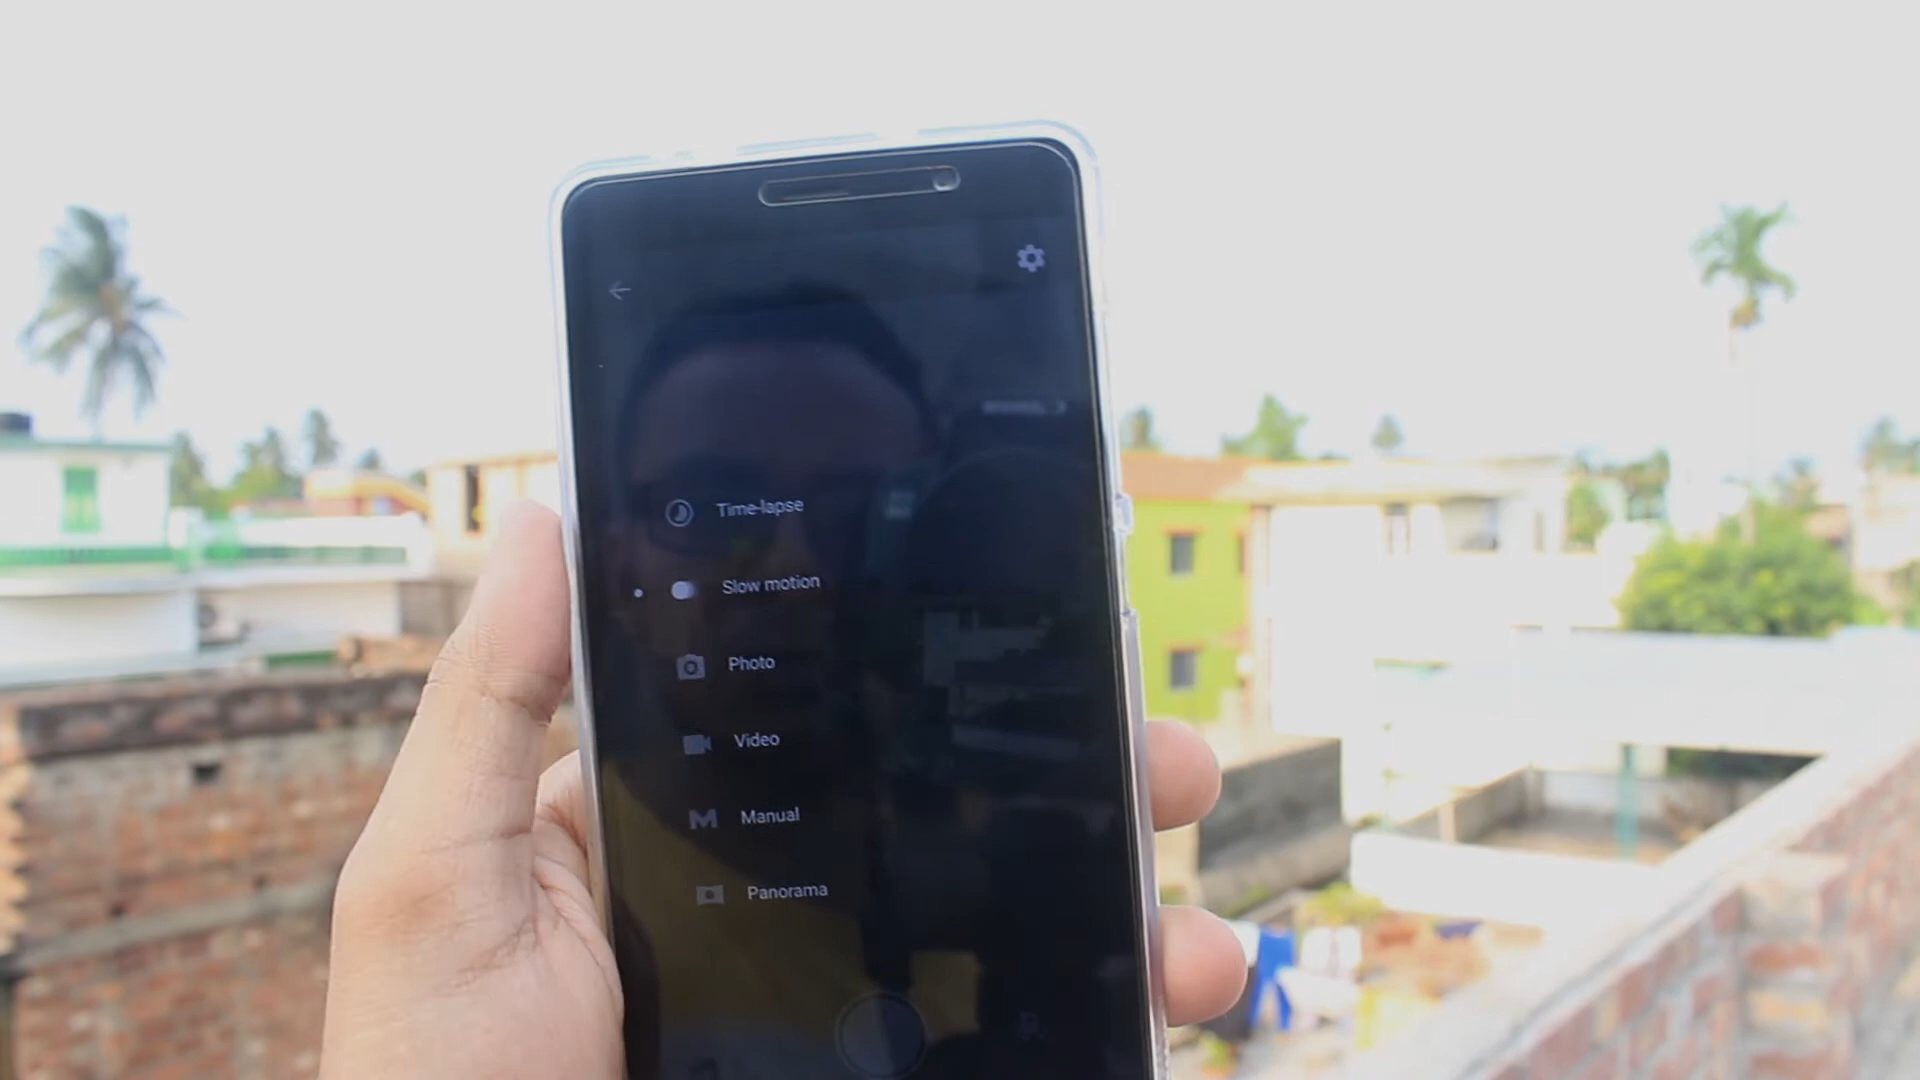 Time-lapse
Slow motion
Photo
Video
Manual
Panorama